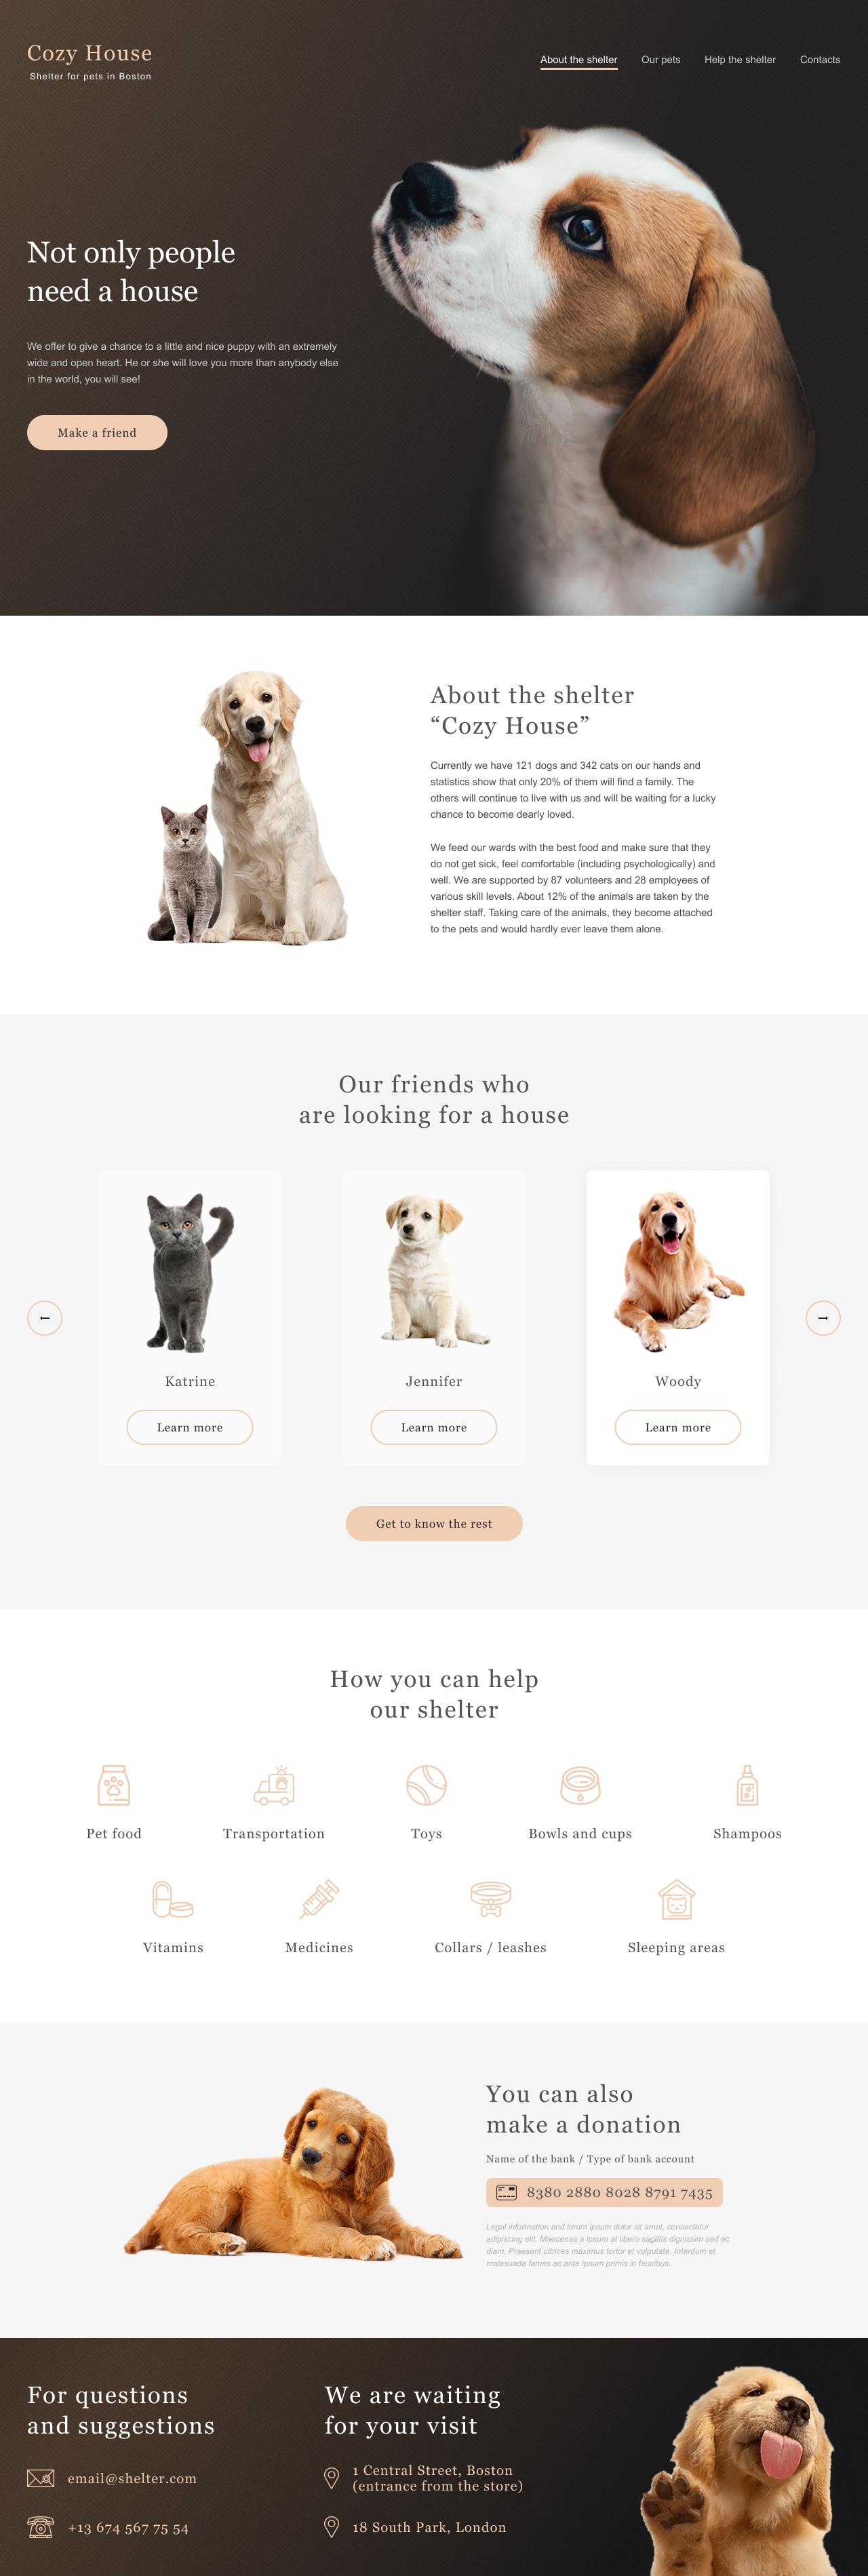 Cozy House
Shelter for pets in Boston
About the shelter
Our pets
Help the shelter
Contacts
Not only people
need a house
We offer to give a chance to a little and nice puppy with an extremely
wide and open heart. He or she will love you more than anybody else
in the world, you will see!
Make a friend
About the shelter
“Cozy House”
Currently we have 121 dogs and 342 cats on our hands and
statistics show that only 20% of them will find a family. The
others will continue to live with us and will be waiting for a lucky
chance to become dearly loved.
We feed our wards with the best food and make sure that they
do not get sick, feel comfortable (including psychologically) and
well. We are supported by 87 volunteers and 28 employees of
various skill levels. About 12% of the animals are taken by the
shelter staff. Taking care of the animals, they become attached
to the pets and would hardly ever leave them alone.
Our friends who
are looking for a house
Katrine
Learn more
Jennifer
Learn more
Woody
Learn more
Get to know the rest
How you can help
our shelter
Pet food
Transportation
Toys
Bowls and cups
Shampoos
Vitamins
Medicines
Collars / leashes
Sleeping areas
You can also
make a donation
Name of the bank / Type of bank account
8380 2880 8028 8791 7435
Legal information and lorem ipsum dolor sit amet, consectetur
adipiscing elit. Maecenas a ipsum at libero sagittis dignissim sed ac
diam. Praesent ultrices maximus tortor et vulputate. Interdum et
malesuada fames ac ante ipsum primis in faucibus.
For questions
and suggestions
email@shelter.com
+13 674 567 75 54
We are waiting
for your visit
1 Central Street, Boston
(entrance from the store)
18 South Park, London